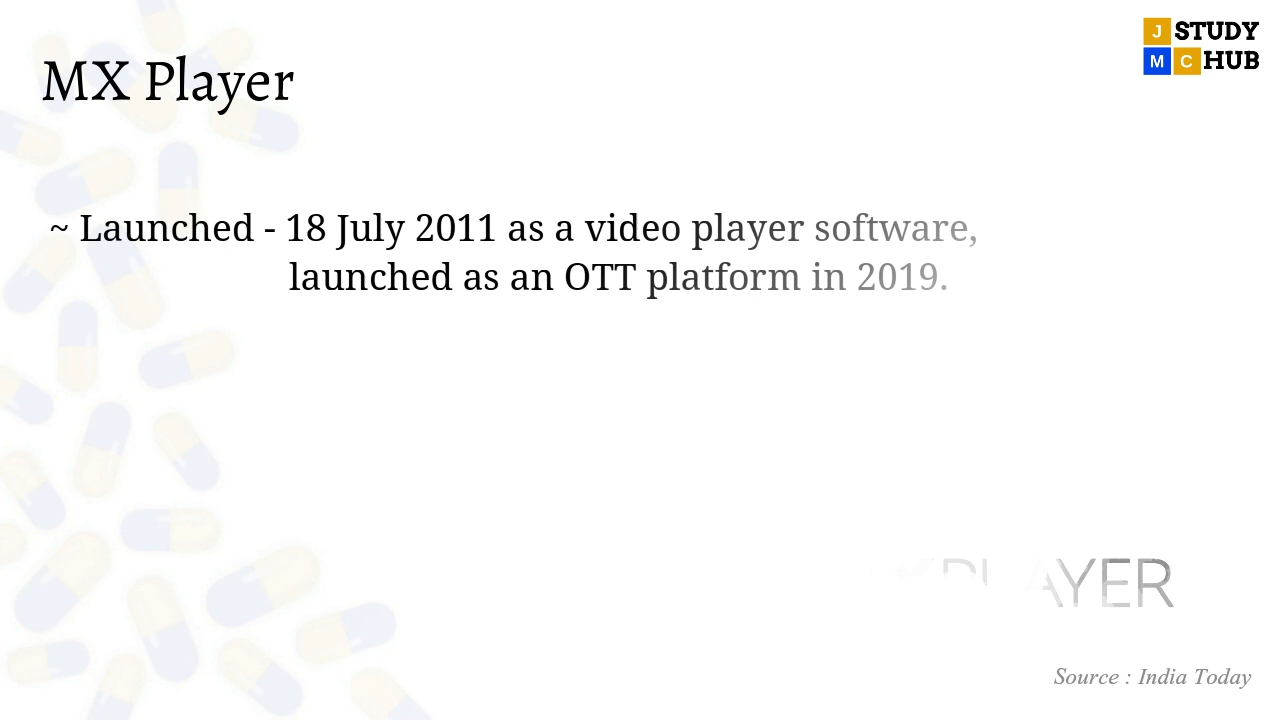 MX Player
J STUDY
M C HUB
~ Launched - 18 July 2011 as a video player software,
launched as an OTT platform in 2019.
Source : India Today